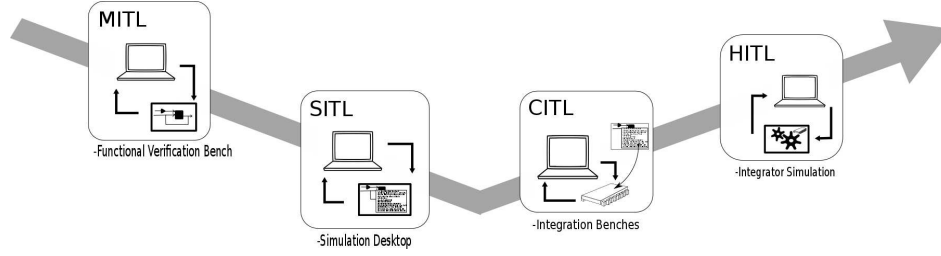 MITL
-Functional Verification Bench
SITL
-Simulation Desktop
CITL
-Integration Benches
HITL
-Integrator Simulation